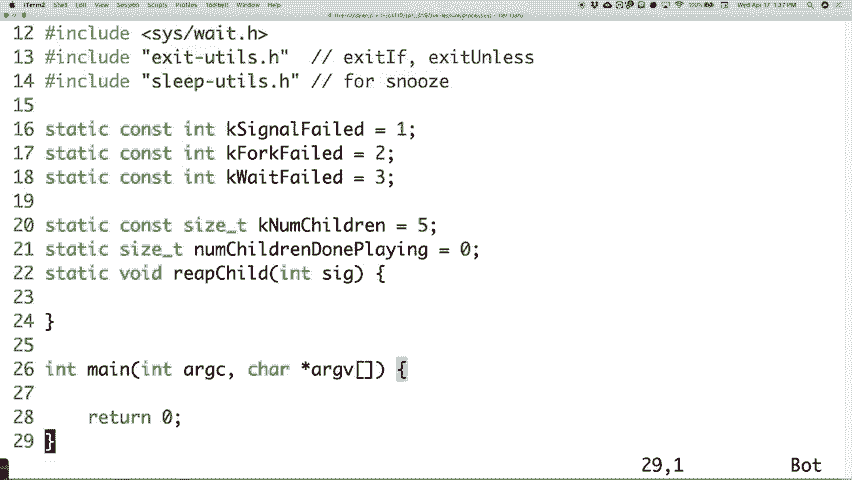 iTerm2 Shell Edit View Session Scripts Profiles Toolbelt Window Help 100% Wed Apr 17 1:37 PM
12 #include <sys/wait.h>
13 #include "exit-utils.h"  // exitIf, exitUnless
14 #include "sleep-utils.h" // for snooze
15
16 static const int kSignalFailed = 1;
17 static const int kForkFailed = 2;
18 static const int kWaitFailed = 3;
19
20 static const size_t kNumChildren = 5;
21 static size_t numChildrenDonePlaying = 0;
22 static void reapChild(int sig) {
23
24 }
25
26 int main(int argc, char *argv[]) {
27
28     return 0;
29 }
29,1 Bot